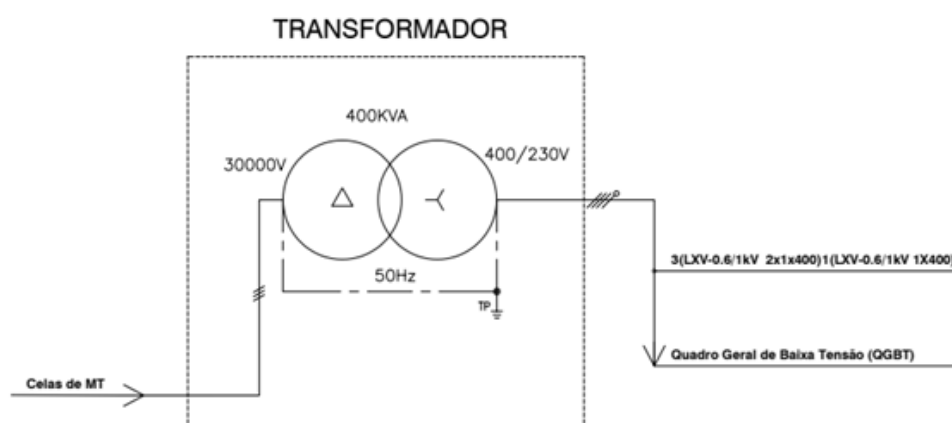 TRANSFORMADOR
400KVA
30000V
400/230V
50Hz
TP
3(LXV-0.6/1kV 2x1x400)1(LXV-0.6/1kV 1X400)
Quadro Geral de Baixa Tensão (QGBT)
Celas de MT